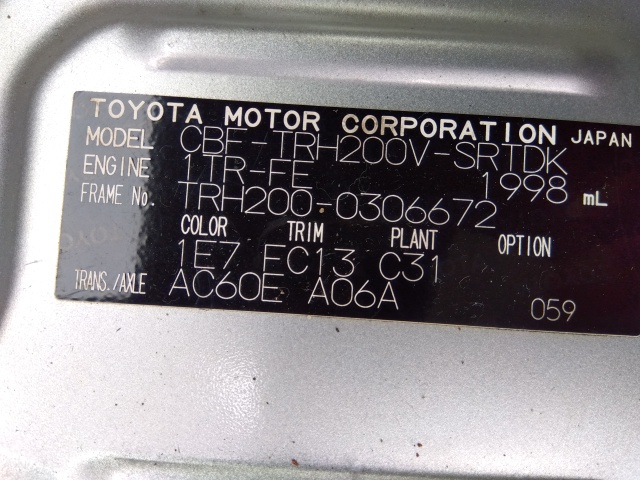 TOYOTA MOTOR CORPORATION JAPAN
MODEL CBF-TRH200V-SRTDK
ENGINE 1TR-FE 1998 mL
FRAME No. TRH200-0306672
COLOR TRIM PLANT OPTION
1E7 EC13 C31
TRANS./AXLE AC60E A06A
059